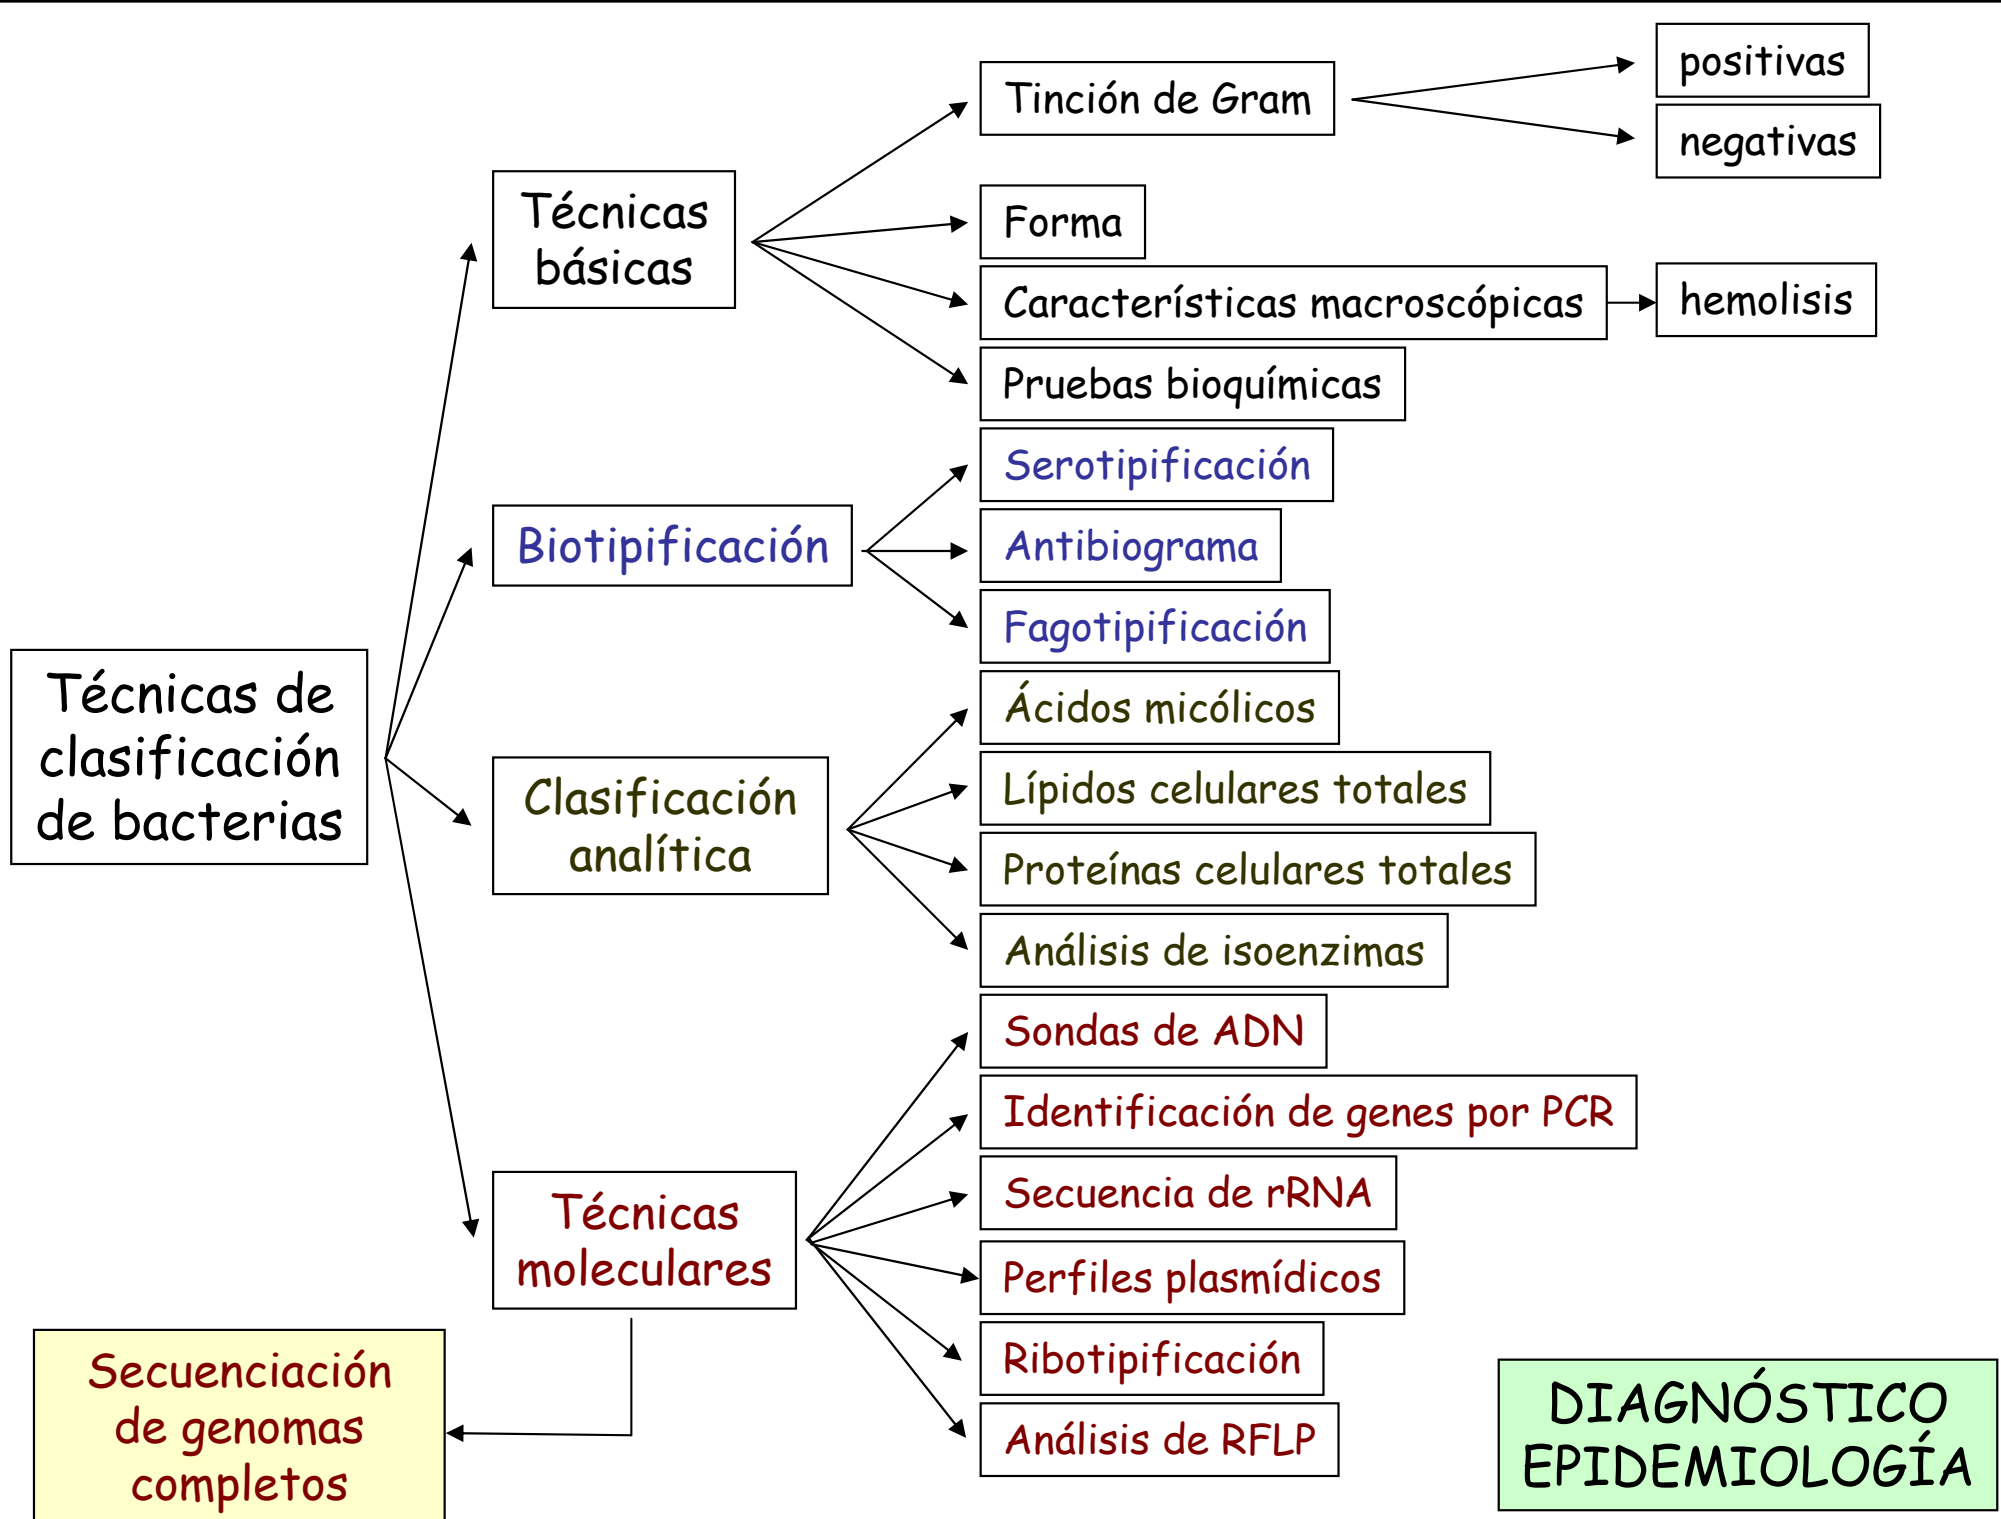 Técnicas de
clasificación
de bacterias
Técnicas
básicas
Tinción de Gram
positivas
negativas
Forma
Características macroscópicas
hemolisis
Pruebas bioquímicas
Biotipificación
Serotipificación
Antibiograma
Fagotipificación
Clasificación
analítica
Ácidos micólicos
Lípidos celulares totales
Proteínas celulares totales
Análisis de isoenzimas
Técnicas
moleculares
Sondas de ADN
Identificación de genes por PCR
Secuencia de rRNA
Perfiles plasmídicos
Ribotipificación
Análisis de RFLP
Secuenciación
de genomas
completos
DIAGNÓSTICO
EPIDEMIOLOGÍA